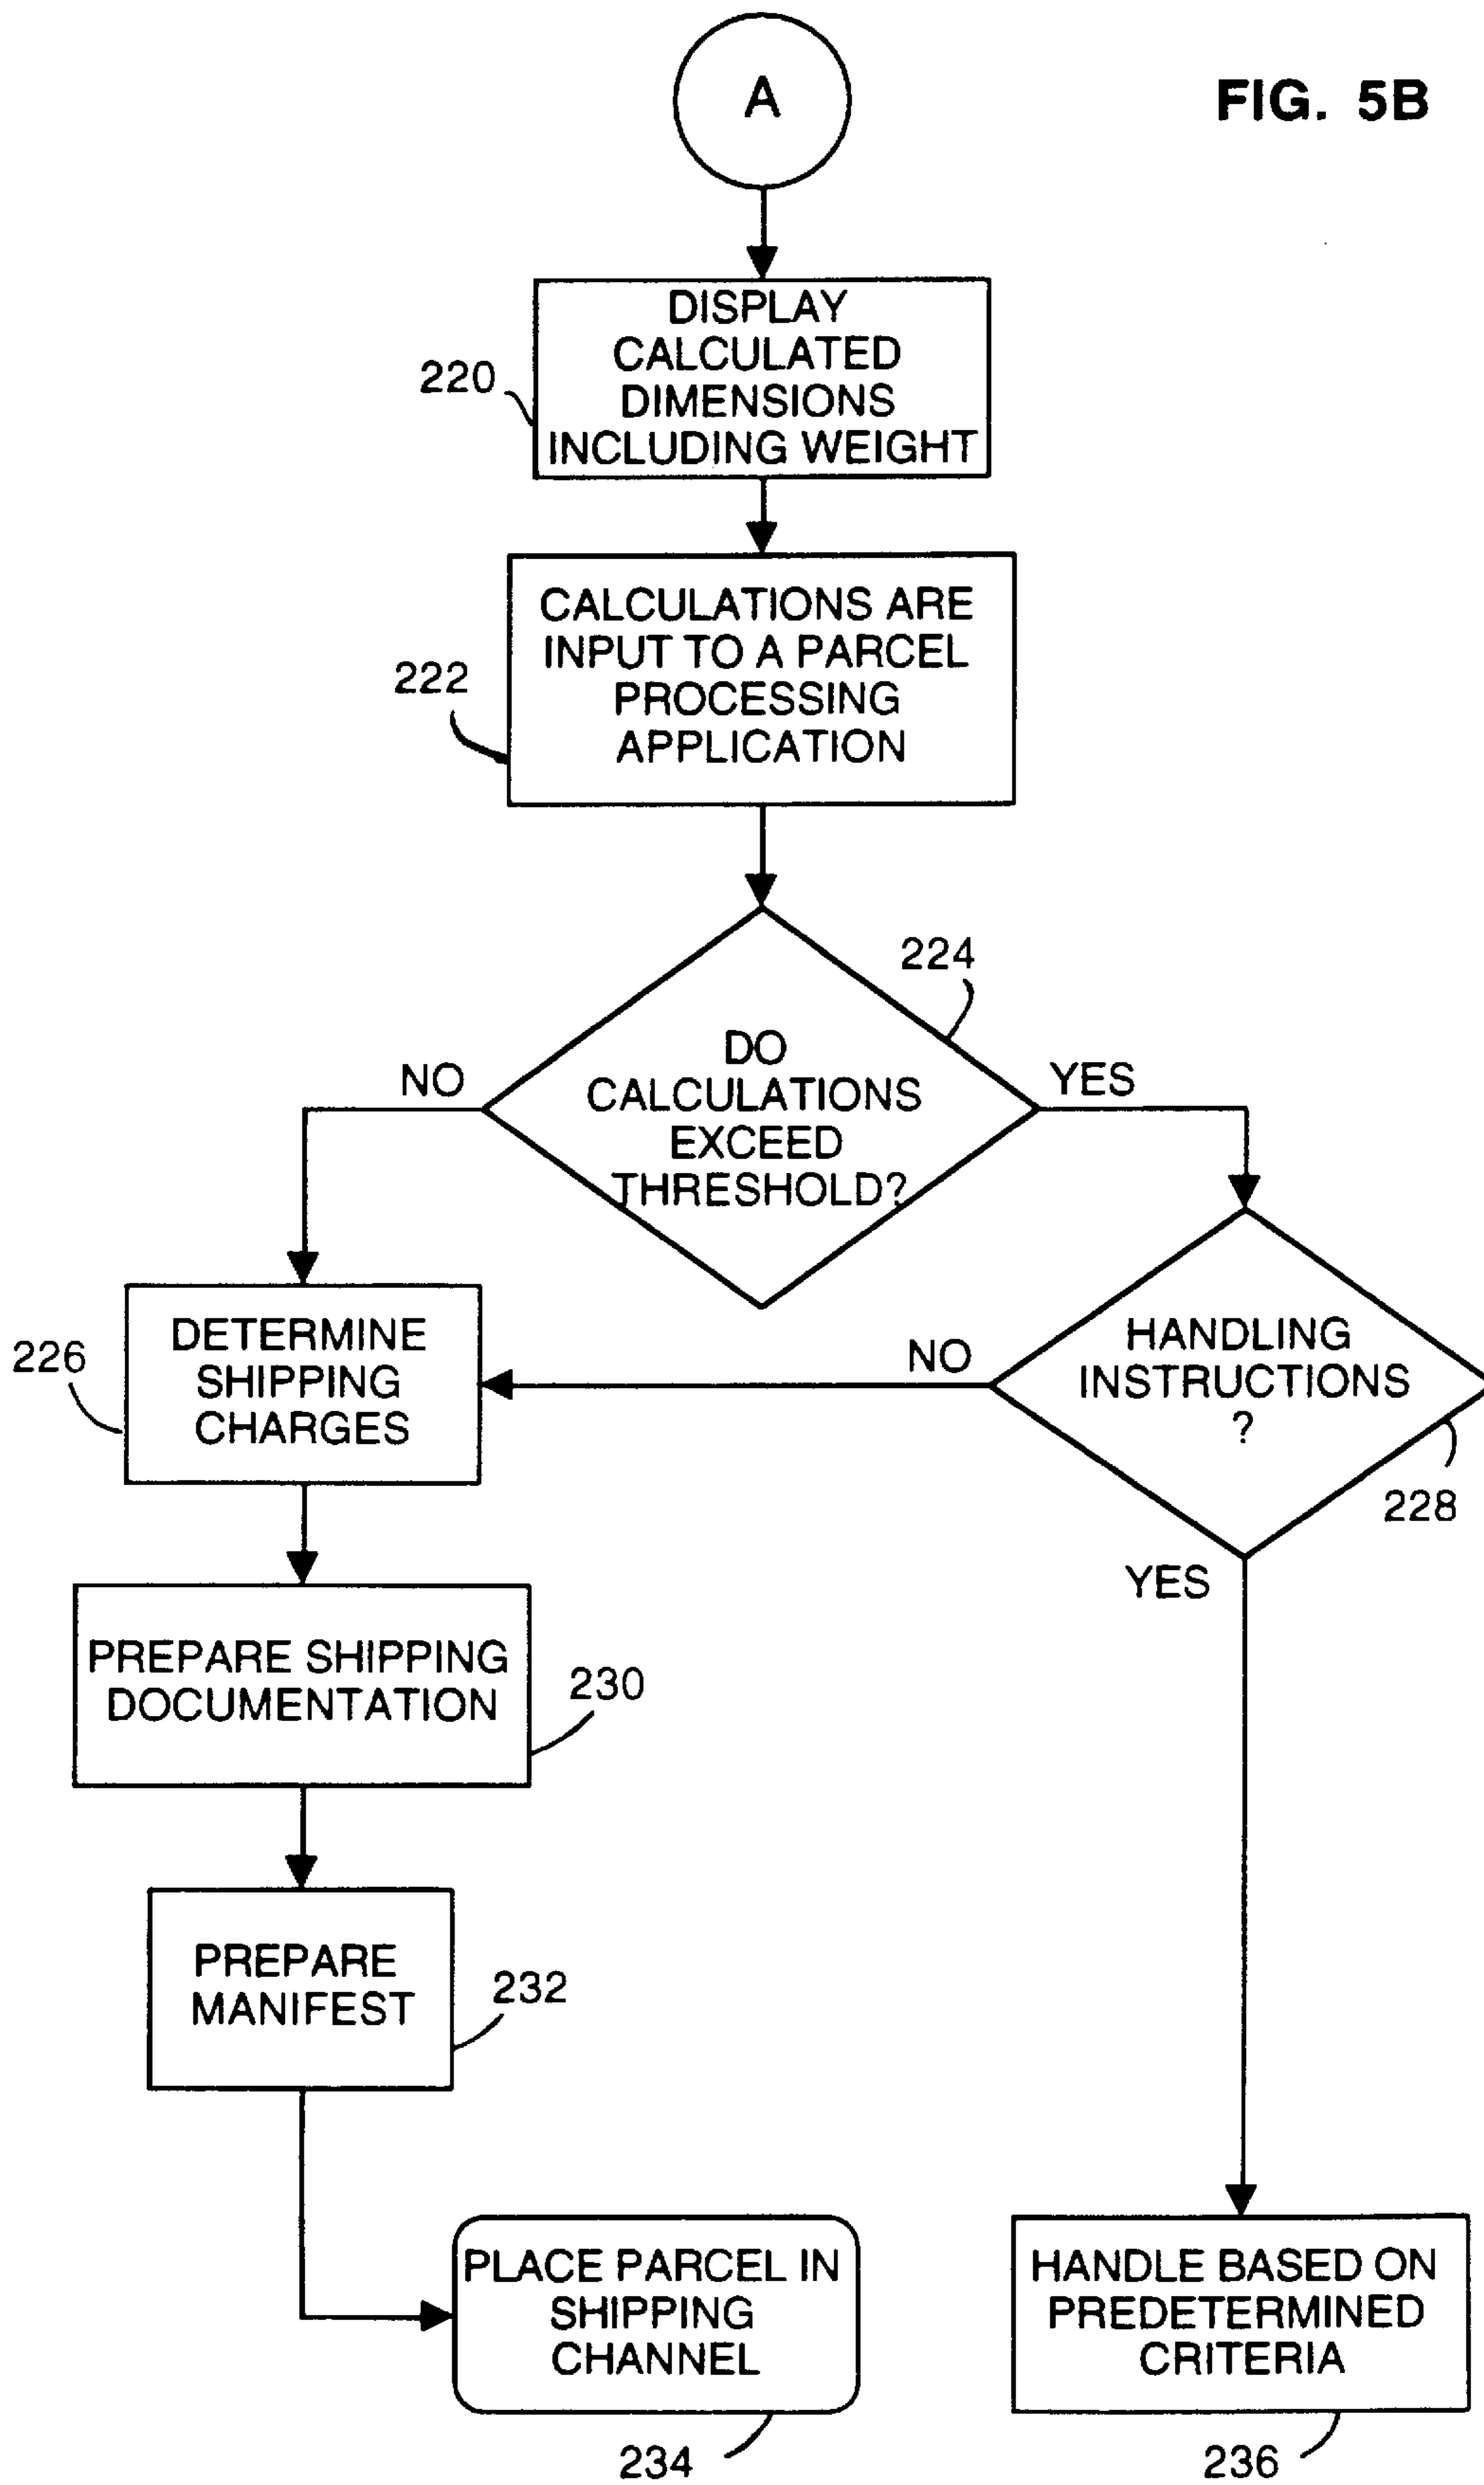 A
FIG. 5B
DISPLAY
CALCULATED
DIMENSIONS
INCLUDING WEIGHT
220
CALCULATIONS ARE
INPUT TO A PARCEL
PROCESSING
APPLICATION
222
224
DO
CALCULATIONS
EXCEED
THRESHOLD?
NO
YES
DETERMINE
SHIPPING
CHARGES
226
NO
HANDLING
INSTRUCTIONS
?
228
YES
PREPARE SHIPPING
DOCUMENTATION
230
PREPARE
MANIFEST
232
PLACE PARCEL IN
SHIPPING
CHANNEL
234
HANDLE BASED ON
PREDETERMINED
CRITERIA
236